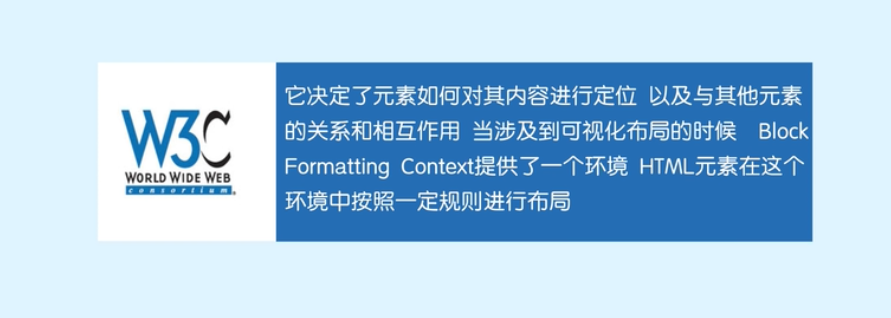 W3C
WORLD WIDE WEB
consortium
它决定了元素如何对其内容进行定位 以及与其他元素
的关系和相互作用 当涉及到可视化布局的时候 Block
Formatting Context提供了一个环境 HTML元素在这个
环境中按照一定规则进行布局